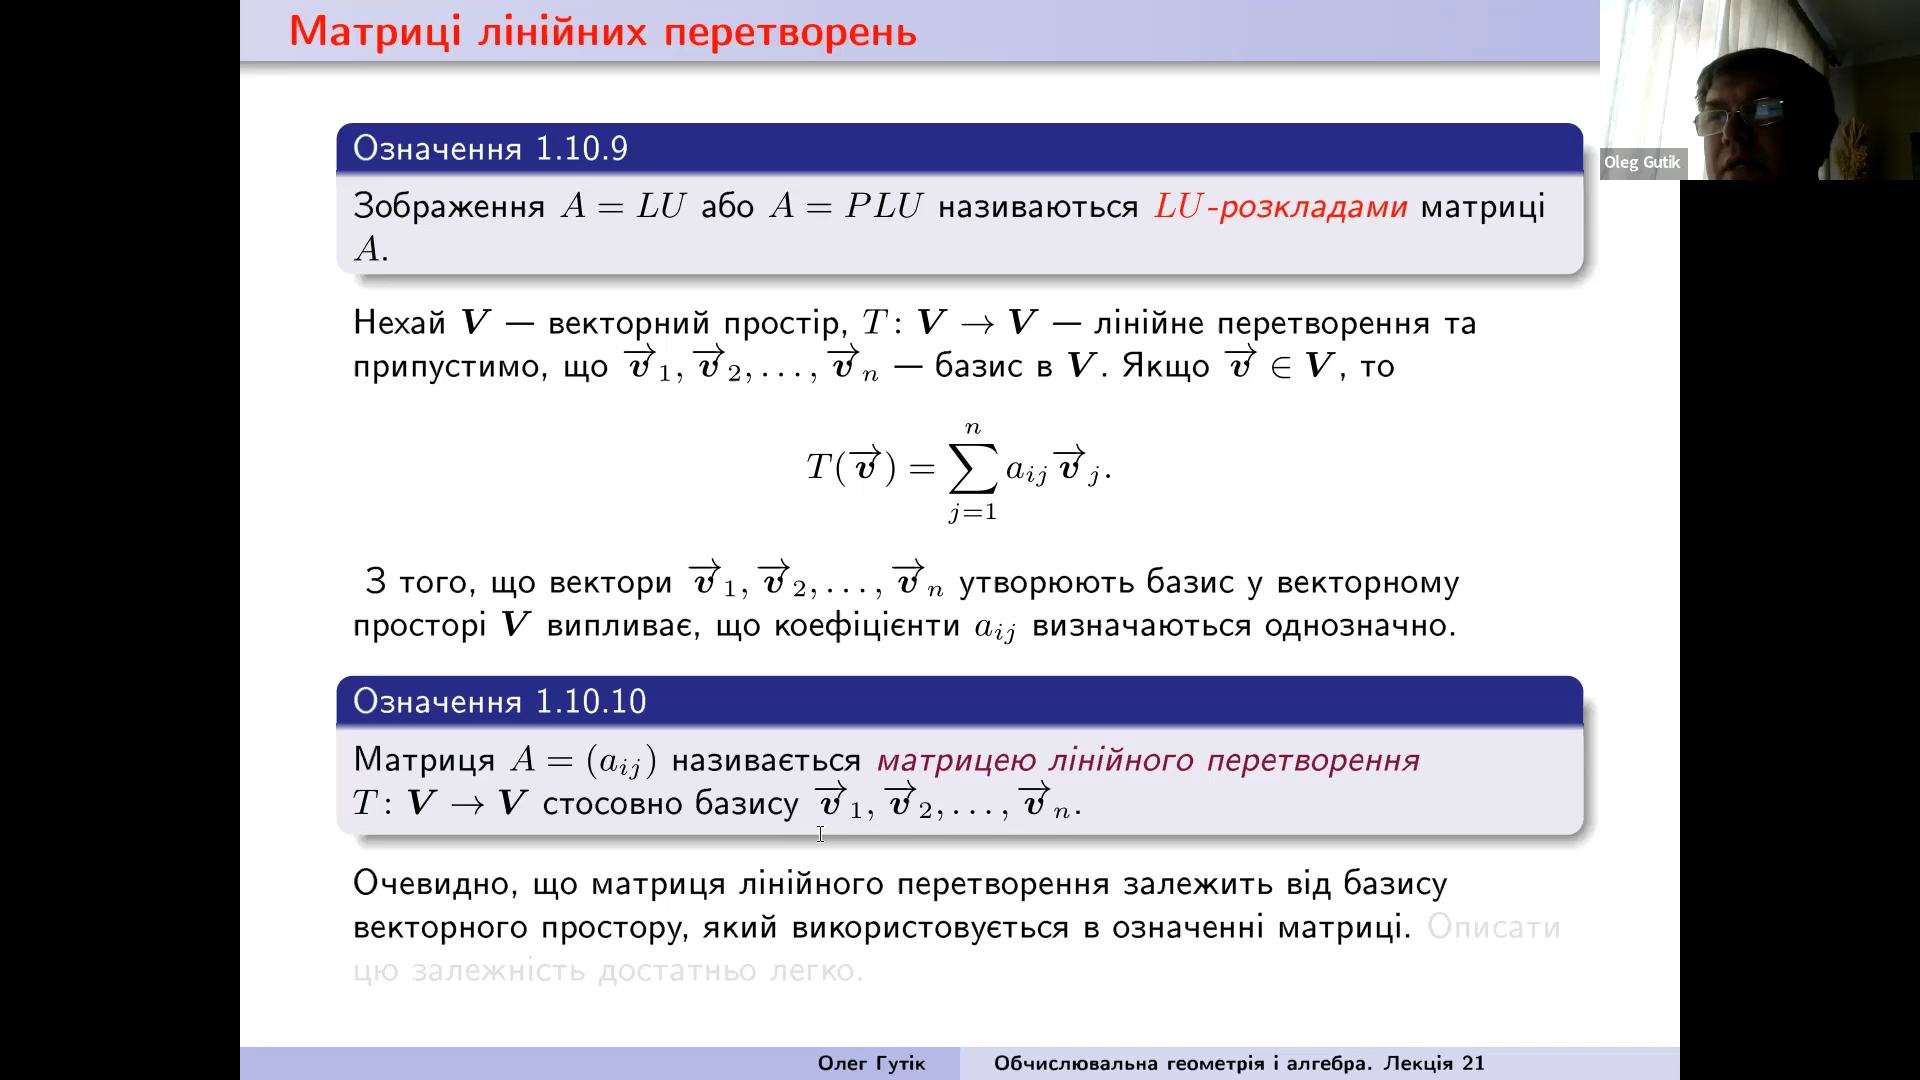 Матриці лінійних перетворень
Oleg Gutik
Означення 1.10.9
Зображення A = LU або A = PLU називаються LU-розкладами матриці
A.
Нехай V — векторний простір, T: V → V — лінійне перетворення та
припустимо, що v⃗₁, v⃗₂, . . . , v⃗ₙ — базис в V. Якщо v⃗ ∈ V, то
T(v⃗) = ∑_{j=1}^{n} a_{ij} v⃗_j.
З того, що вектори v⃗₁, v⃗₂, . . . , v⃗ₙ утворюють базис у векторному
просторі V випливає, що коефіцієнти a_{ij} визначаються однозначно.
Означення 1.10.10
Матриця A = (a_{ij}) називається матрицею лінійного перетворення
T: V → V стосовно базису v⃗₁, v⃗₂, . . . , v⃗ₙ.
Очевидно, що матриця лінійного перетворення залежить від базису
векторного простору, який використовується в означенні матриці. Описати
цю залежність достатньо легко.
Олег Гутік Обчислювальна геометрія і алгебра. Лекція 21